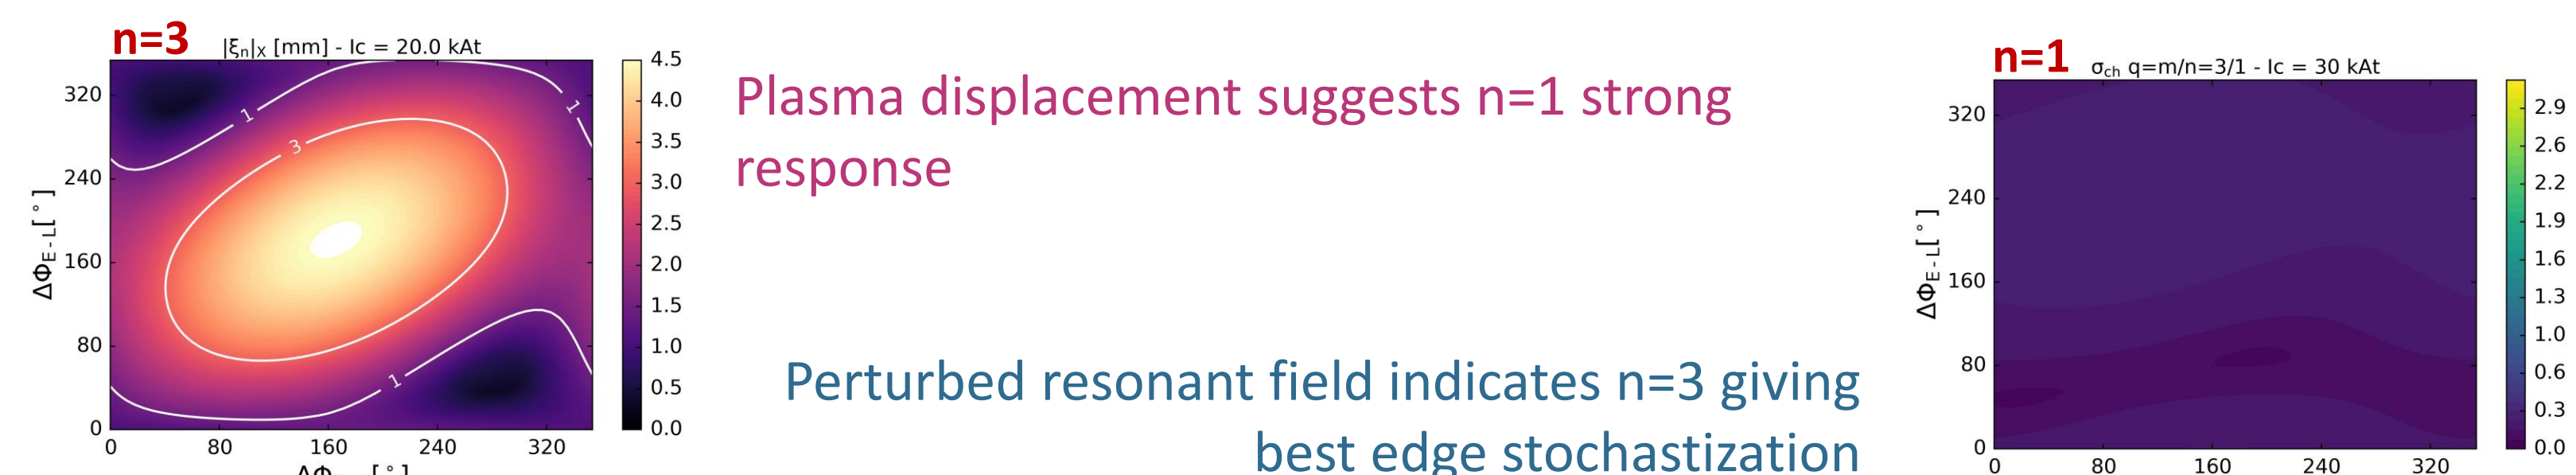 n=3
|ξn|X [mm] - Ic = 20.0 kAt
ΔΦE-L[°]
320
240
160
80
0
0 80 160 240 320
1
1
3
1
4.5
4.0
3.5
3.0
2.5
2.0
1.5
1.0
0.5
0.0
Plasma displacement suggests n=1 strong
response
Perturbed resonant field indicates n=3 giving
best edge stochastization
n=1
σch q=m/n=3/1 - Ic = 30 kAt
ΔΦE-L[°]
320
240
160
80
0
0 80 160 240 320
2.9
2.6
2.2
1.9
1.6
1.3
1.0
0.6
0.3
0.0